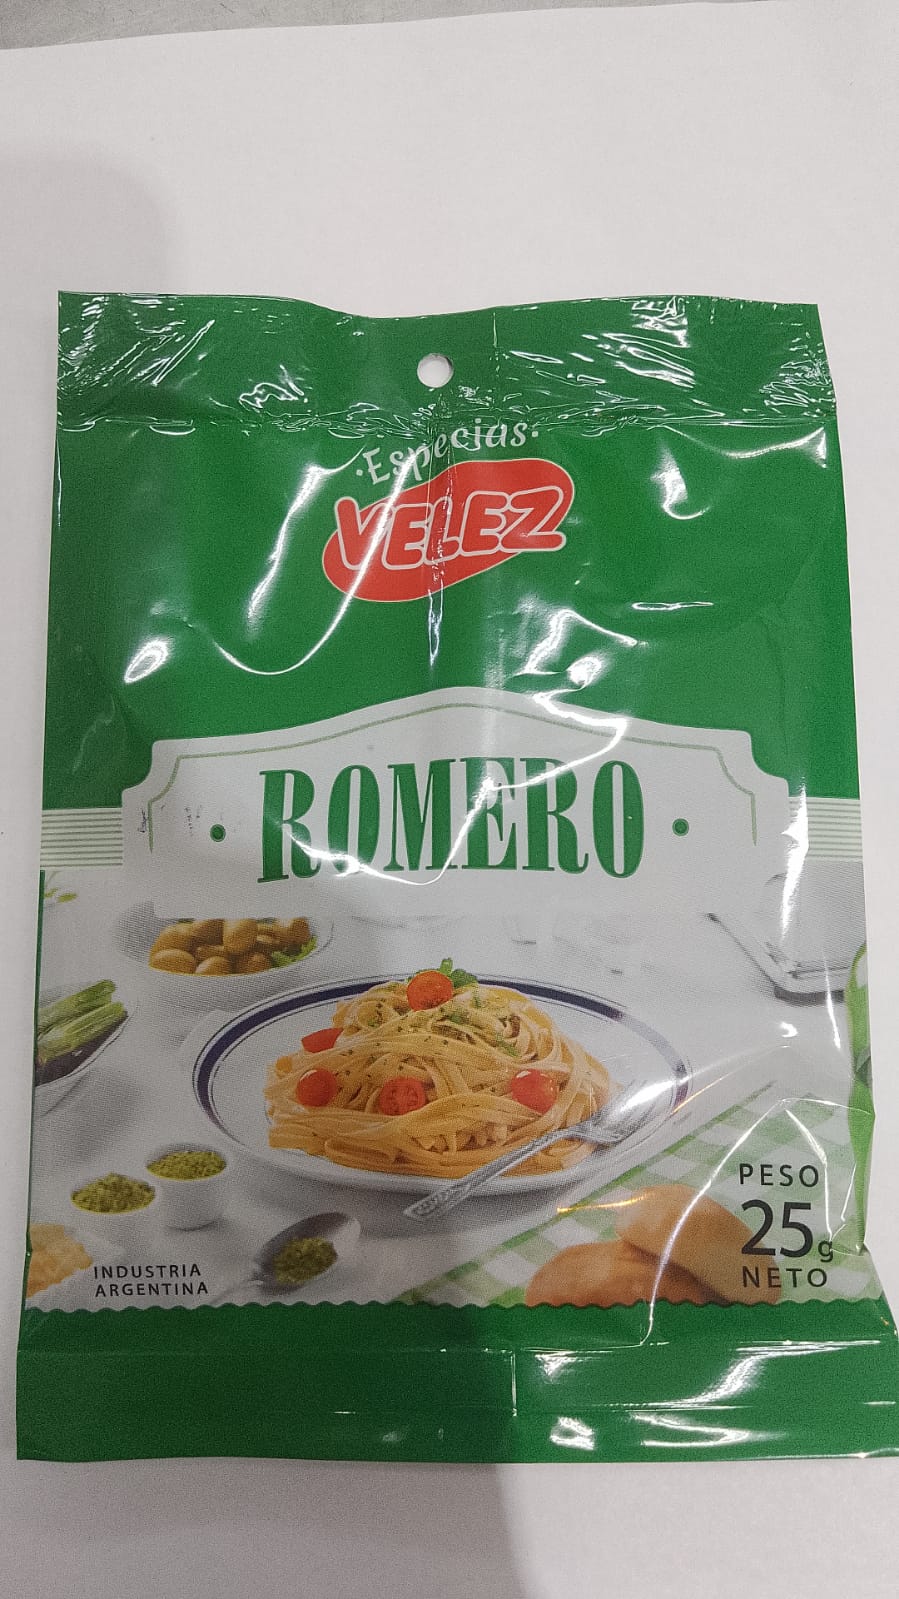 ·Especias·
VELEZ
· ROMERO ·
PESO
25g
NETO
INDUSTRIA
ARGENTINA